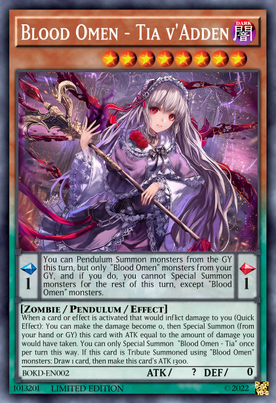 Blood Omen - Tia v'Adden
DARK
闇
You can Pendulum Summon monsters from the GY
this turn, but only "Blood Omen" monsters from your
GY, and if you do, you cannot Special Summon
monsters for the rest of this turn, except "Blood
Omen" monsters.
1
1
[Zombie / Pendulum / Effect]
When a card or effect is activated that would inflict damage to you (Quick
Effect): You can make the damage become 0, then Special Summon (from
your hand or GY) this card with ATK equal to the amount of damage you
would have taken. You can only Special Summon "Blood Omen - Tia" once
per turn this way. If this card is Tribute Summoned using "Blood Omen"
monsters: Draw 1 card, then make this card's ATK 1300.
BOKD-EN002
ATK/ ? DEF/ 0
1013201 LIMITED EDITION
©2022